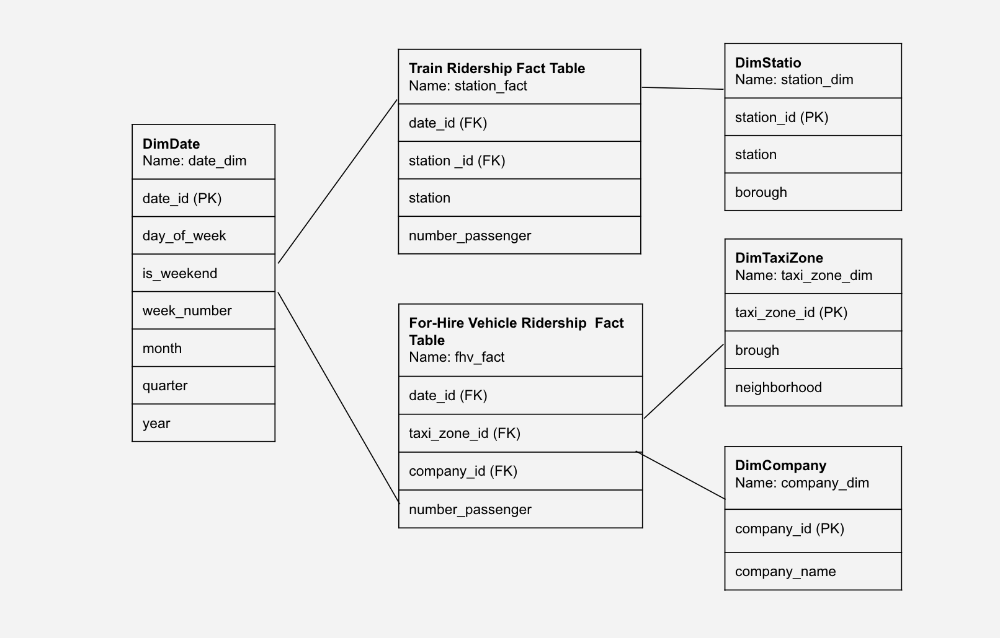 DimDate
Name: date_dim
date_id (PK)
day_of_week
is_weekend
week_number
month
quarter
year
Train Ridership Fact Table
Name: station_fact
date_id (FK)
station _id (FK)
station
number_passenger
For-Hire Vehicle Ridership  Fact
Table
Name: fhv_fact
date_id (FK)
taxi_zone_id (FK)
company_id (FK)
number_passenger
DimStatio
Name: station_dim
station_id (PK)
station
borough
DimTaxiZone
Name: taxi_zone_dim
taxi_zone_id (PK)
brough
neighborhood
DimCompany
Name: company_dim
company_id (PK)
company_name